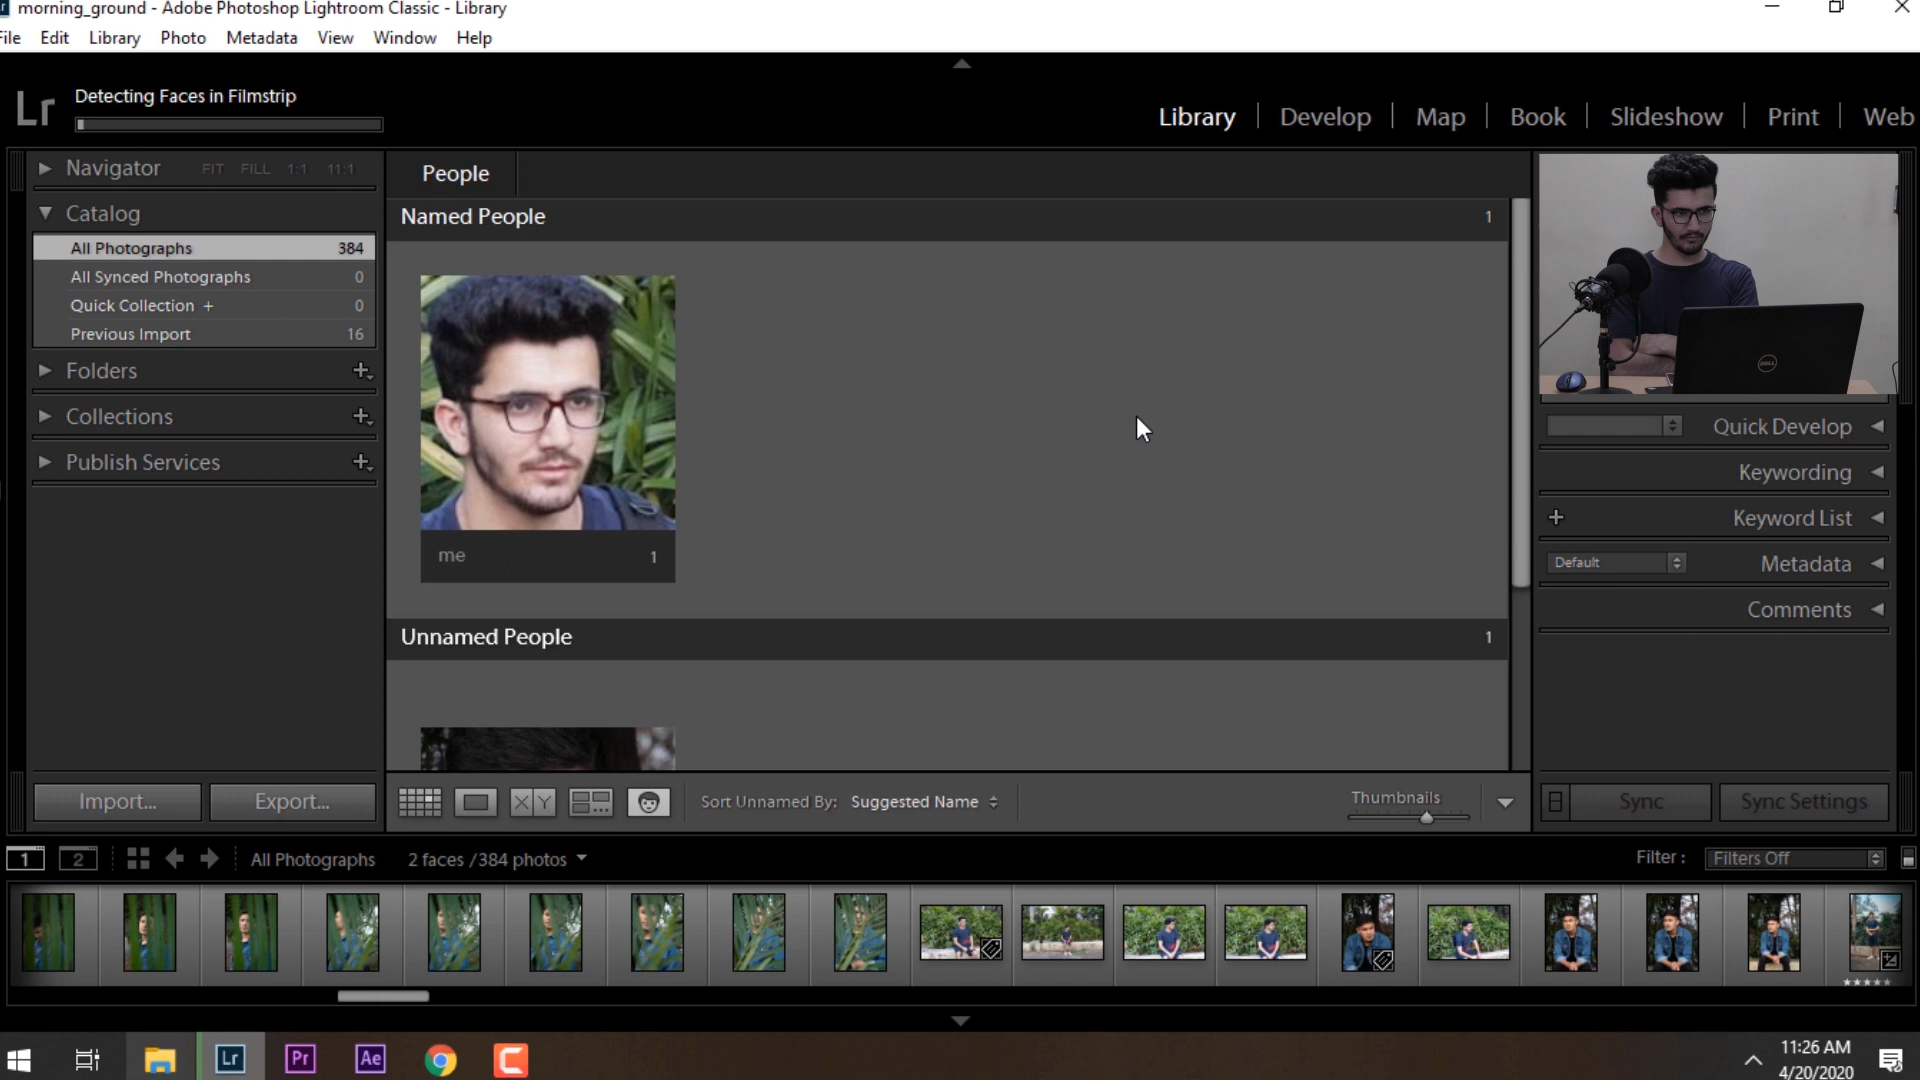 morning_ground - Adobe Photoshop Lightroom Classic - Library
File Edit Library Photo Metadata View Window Help
Lr Detecting Faces in Filmstrip
Library | Develop | Map | Book | Slideshow | Print | Web
Navigator FIT FILL 1:1 11:1
Catalog
All Photographs 384
All Synced Photographs 0
Quick Collection + 0
Previous Import 16
Folders +
Collections +
Publish Services +
Import... Export...
People
Named People 1
me 1
Unnamed People 1
XY Sort Unnamed By: Suggested Name Thumbnails
DELL
Quick Develop
Keywording
+ Keyword List
Default Metadata
Comments
Sync Sync Settings
1 2 All Photographs 2 faces /384 photos Filter : Filters Off
Lr Pr Ae C
11:26 AM
4/20/2020